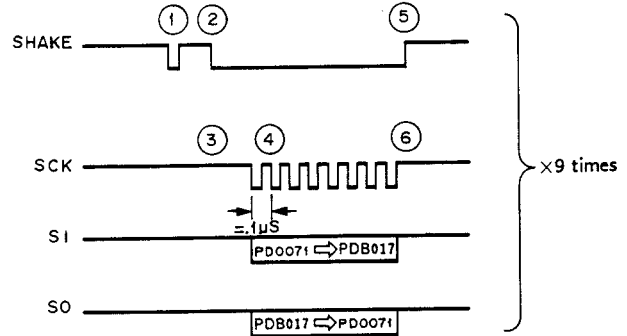 1 2 5
SHAKE
3 4 6
SCK
×9 times
=.1μS
SI
PD0071 ⇨ PDB017
SO
PDB017 ⇨ PD0071